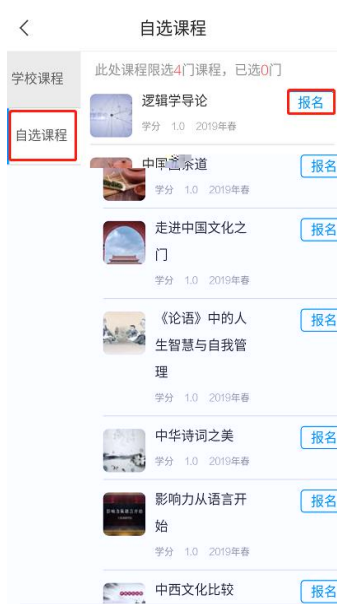 自选课程
学校课程
自选课程
此处课程限选4门课程，已选0门
逻辑学导论
报名
学分 1.0 2019年春
中国茶道
报名
学分 1.0 2019年春
走进中国文化之
门
报名
学分 1.0 2019年春
《论语》中的人
生智慧与自我管
理
报名
学分 1.0 2019年春
中华诗词之美
报名
学分 1.0 2019年春
影响力从语言开
始
报名
学分 1.0 2019年春
中西文化比较
报名